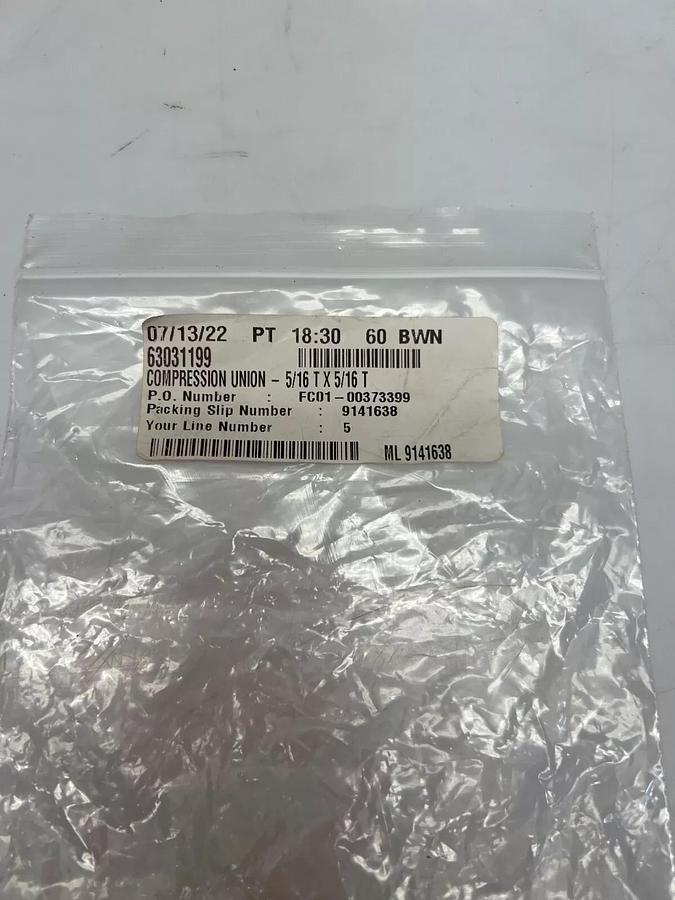 07/13/22 PT 18:30 60 BWN
63031199
COMPRESSION UNION - 5/16 T X 5/16 T
P.O. Number : FC01-00373399
Packing Slip Number : 9141638
Your Line Number : 5
ML 9141638